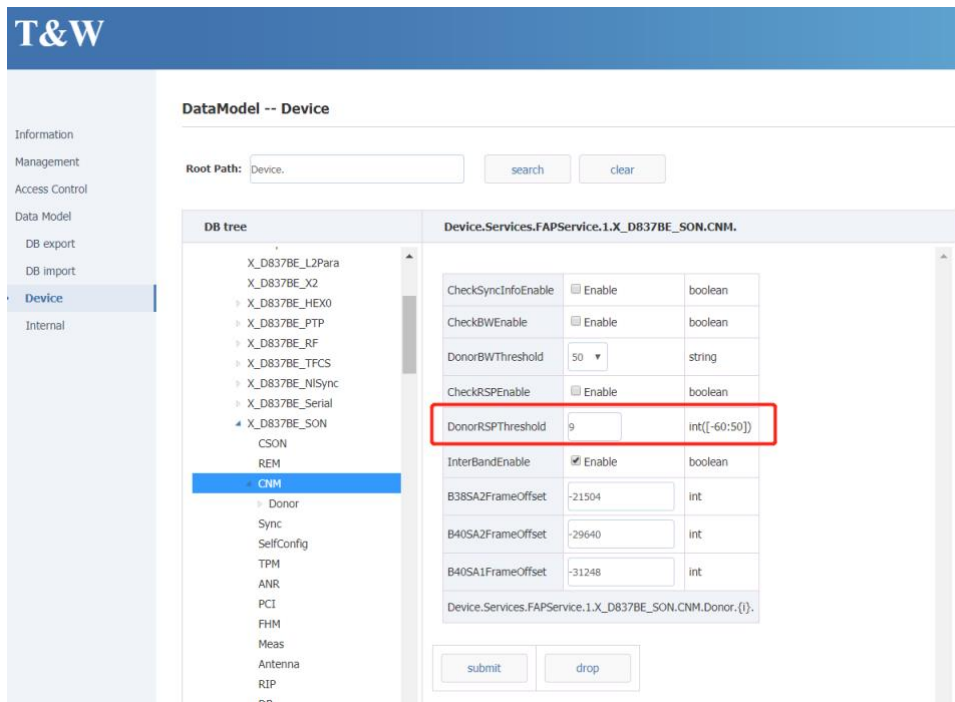 T&W
Information
Management
Access Control
Data Model
DB export
DB import
Device
Internal
DataModel -- Device
Root Path: Device. search clear
DB tree
X_D837BE_L2Para
X_D837BE_X2
X_D837BE_HEX0
X_D837BE_PTP
X_D837BE_RF
X_D837BE_TFCS
X_D837BE_NlSync
X_D837BE_Serial
X_D837BE_SON
CSON
REM
CNM
Donor
Sync
SelfConfig
TPM
ANR
PCI
FHM
Meas
Antenna
RIP
Device.Services.FAPService.1.X_D837BE_SON.CNM.
CheckSyncInfoEnable Enable boolean
CheckBWEnable Enable boolean
DonorBWThreshold 50 string
CheckRSPEnable Enable boolean
DonorRSPThreshold 9 int([-60:50])
InterBandEnable Enable boolean
B38SA2FrameOffset -21504 int
B40SA2FrameOffset -29640 int
B40SA1FrameOffset -31248 int
Device.Services.FAPService.1.X_D837BE_SON.CNM.Donor.{i}.
submit drop